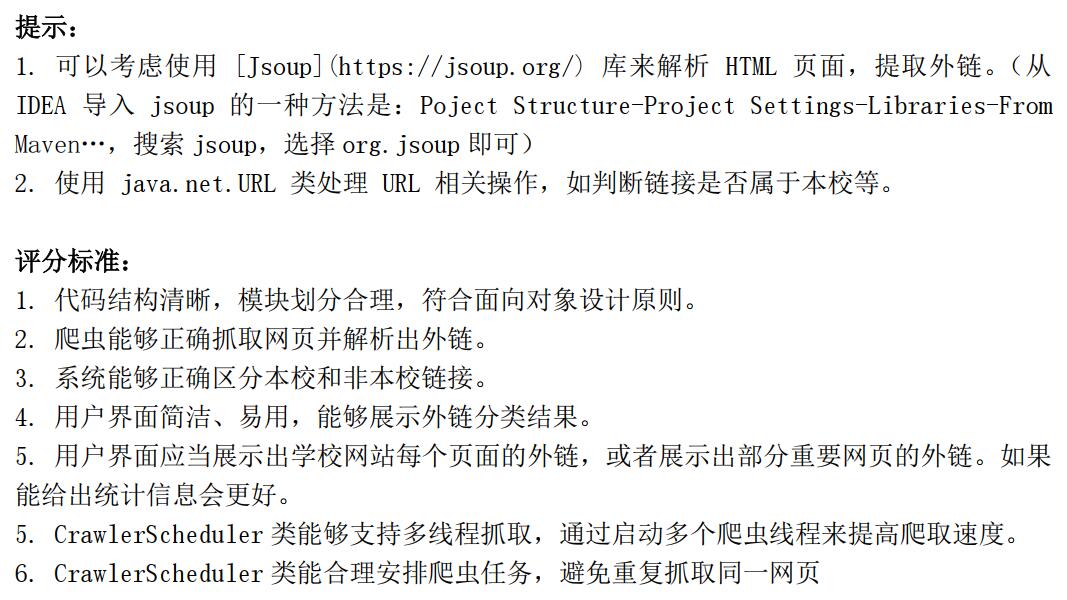 提示：
1. 可以考虑使用 [Jsoup](https://jsoup.org/) 库来解析 HTML 页面，提取外链。（从
IDEA 导入 jsoup 的一种方法是：Poject Structure-Project Settings-Libraries-From
Maven…，搜索 jsoup，选择 org.jsoup 即可）
2. 使用 java.net.URL 类处理 URL 相关操作，如判断链接是否属于本校等。
评分标准：
1. 代码结构清晰，模块划分合理，符合面向对象设计原则。
2. 爬虫能够正确抓取网页并解析出外链。
3. 系统能够正确区分本校和非本校链接。
4. 用户界面简洁、易用，能够展示外链分类结果。
5. 用户界面应当展示出学校网站每个页面的外链，或者展示出部分重要网页的外链。如果
能给出统计信息会更好。
5. CrawlerScheduler 类能够支持多线程抓取，通过启动多个爬虫线程来提高爬取速度。
6. CrawlerScheduler 类能合理安排爬虫任务，避免重复抓取同一网页